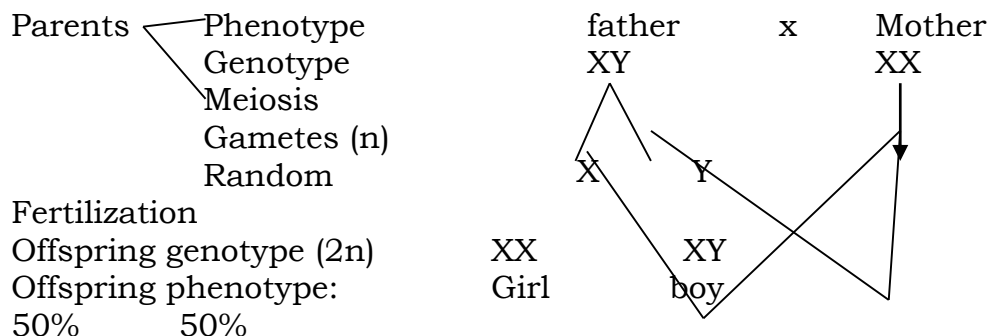 Parents Phenotype father x Mother
Genotype XY XX
Meiosis
Gametes (n)
Random X Y
Fertilization
Offspring genotype (2n) XX XY
Offspring phenotype: Girl boy
50% 50%